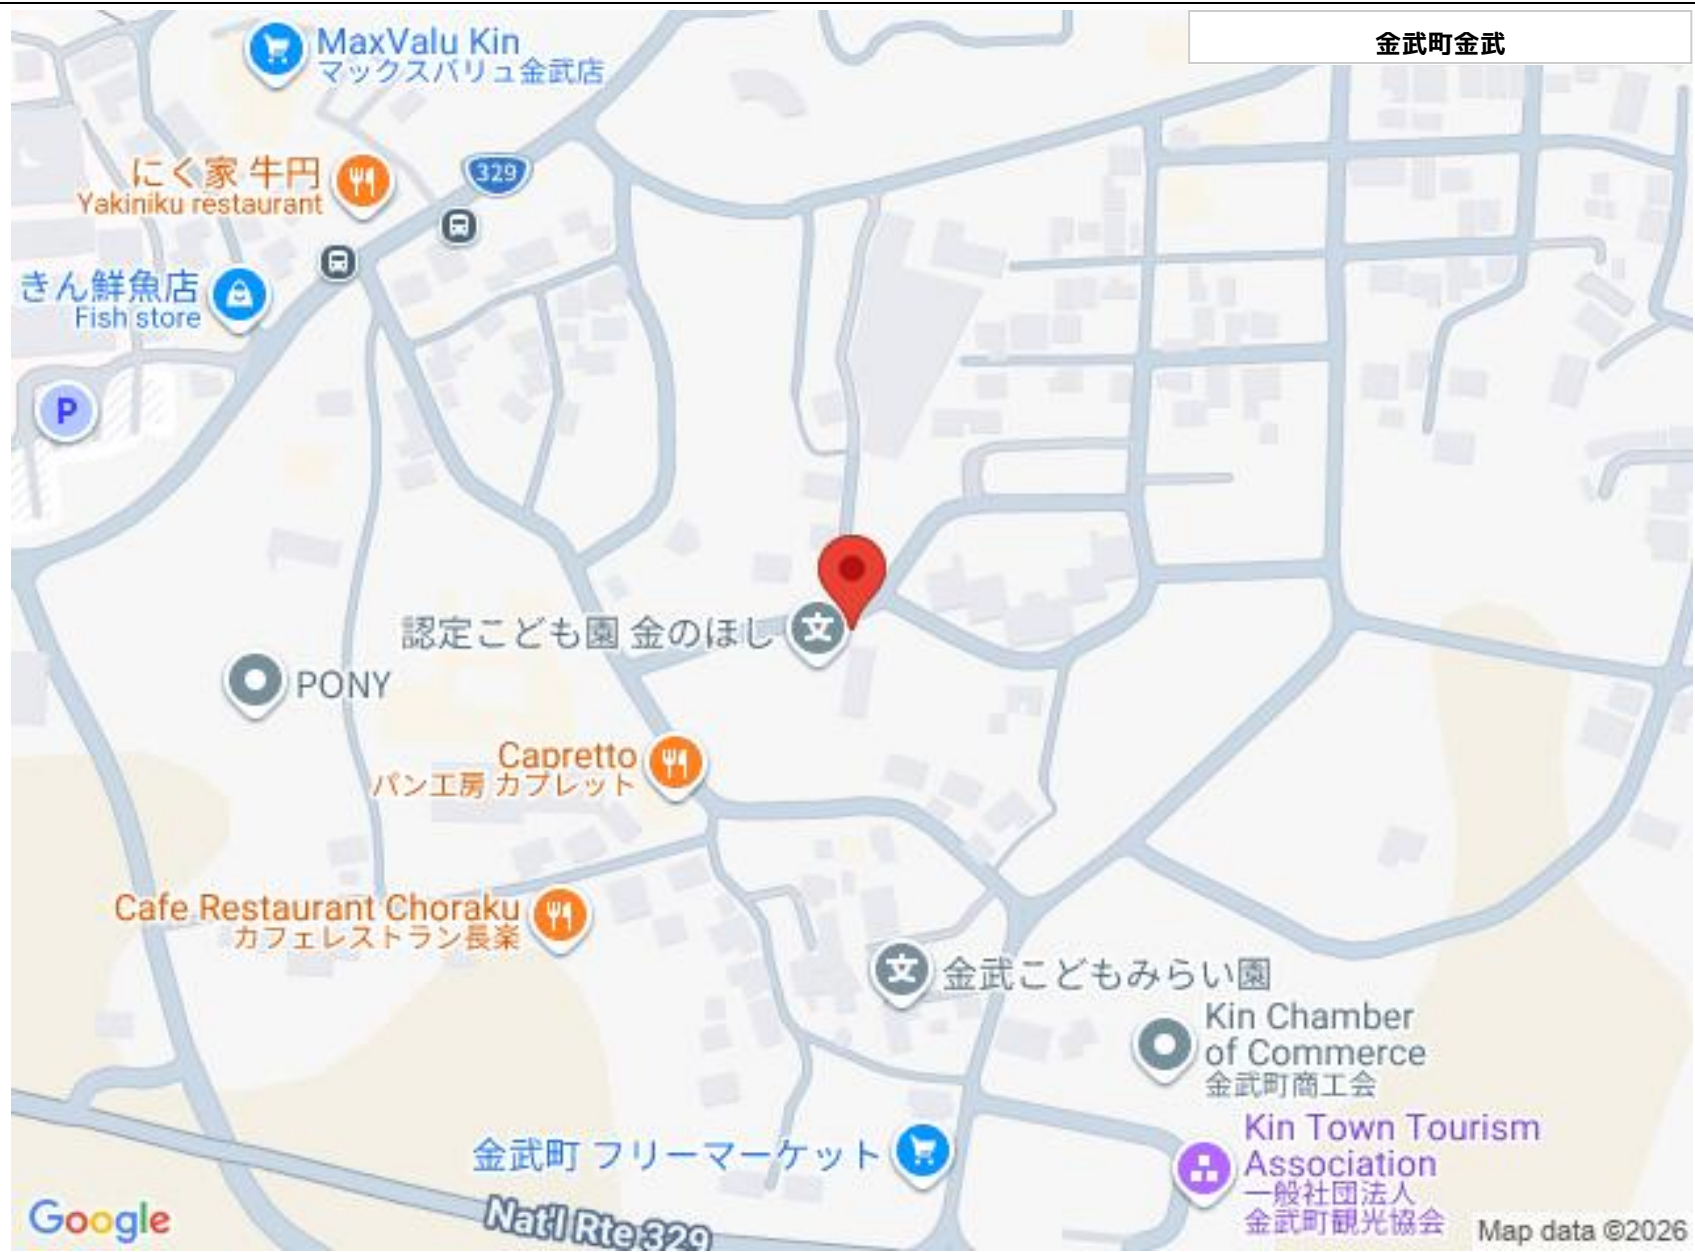 金武町金武
MaxValu Kin
マックスバリュ金武店
にく家 牛円
Yakiniku restaurant
329
きん鮮魚店
Fish store
P
認定こども園 金のほし
文
PONY
Capretto
パン工房 カプレット
Cafe Restaurant Choraku
カフェレストラン長楽
文
金武こどもみらい園
Kin Chamber
of Commerce
金武町商工会
金武町 フリーマーケット
Kin Town Tourism
Association
一般社団法人
金武町観光協会
Nat'l Rte 329
Google
Map data ©2026